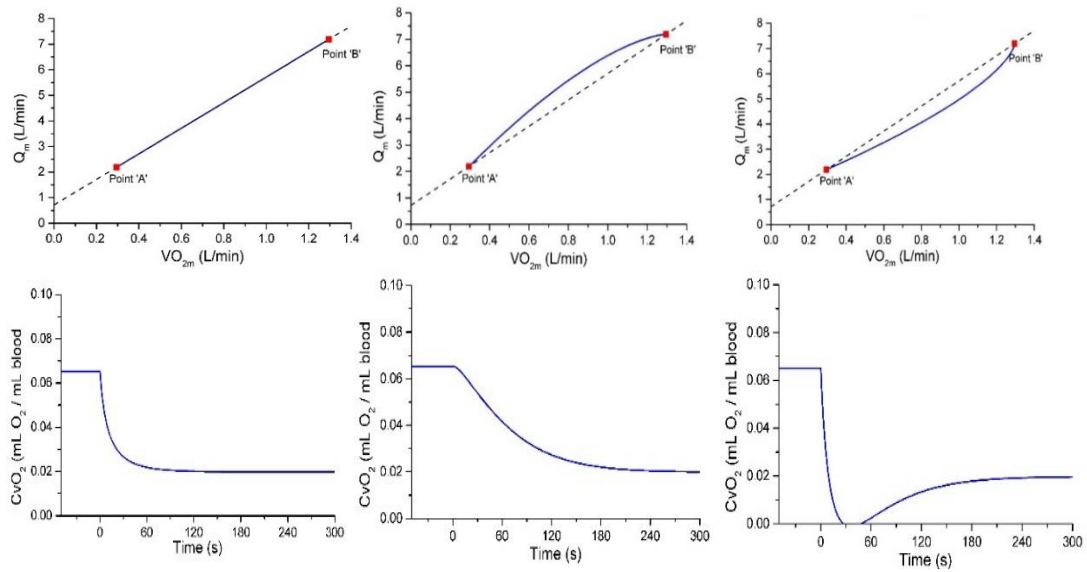 8
7
6
5
4
3
2
1
0
Qm (L/min)
Point 'A'
Point 'B'
0.0 0.2 0.4 0.6 0.8 1.0 1.2 1.4
VO2m (L/min)
8
7
6
5
4
3
2
1
0
Qm (L/min)
Point 'A'
Point 'B'
0.0 0.2 0.4 0.6 0.8 1.0 1.2 1.4
VO2m (L/min)
8
7
6
5
4
3
2
1
0
Qm (L/min)
Point 'A'
Point 'B'
0.0 0.2 0.4 0.6 0.8 1.0 1.2 1.4
VO2m (L/min)
0.10
0.08
0.06
0.04
0.02
0.00
CvO2 (mL O2 / mL blood
0 60 120 180 240 300
Time (s)
0.10
0.08
0.06
0.04
0.02
0.00
CvO2 (mL O2 / mL blood
0 60 120 180 240 300
Time (s)
0.10
0.08
0.06
0.04
0.02
0.00
CvO2 (mL O2 / mL blood
0 60 120 180 240 300
Time (s)